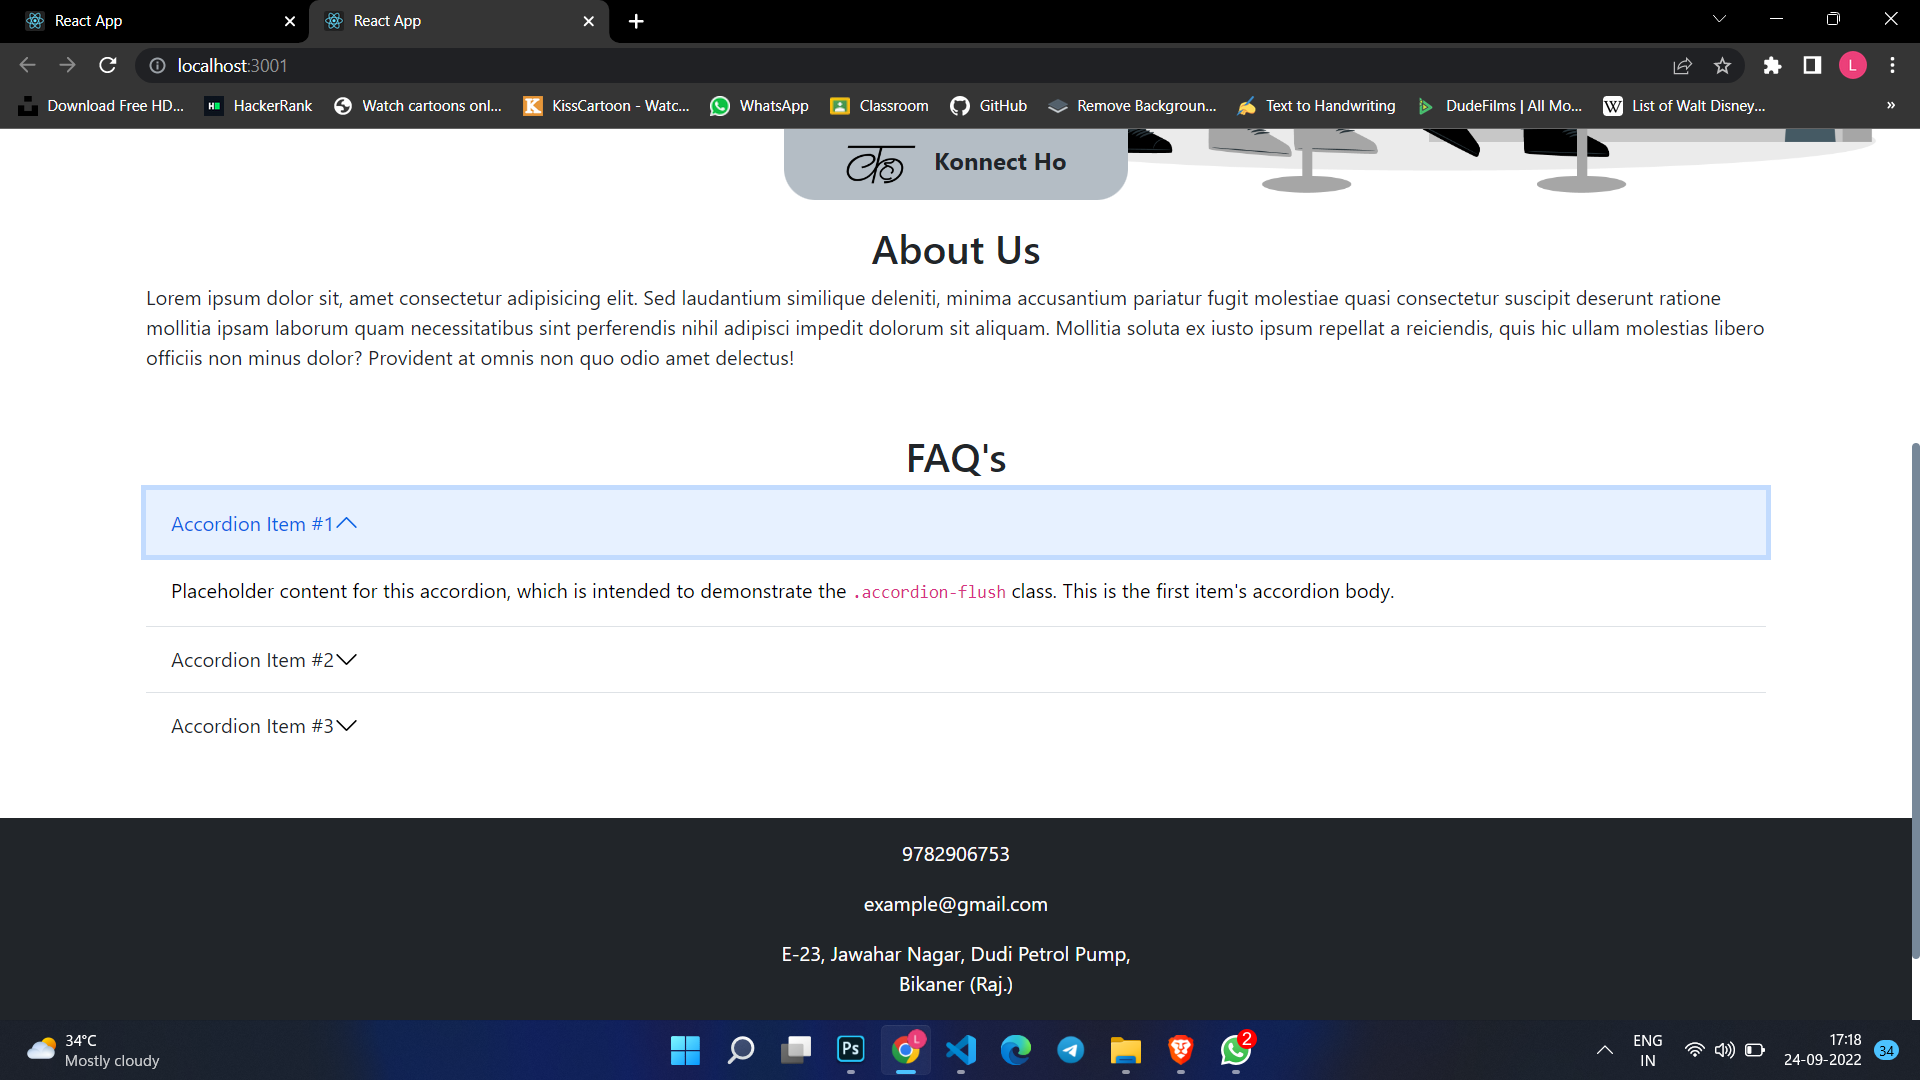 React App
React App
localhost:3001
Download Free HD...
HackerRank
Watch cartoons onl...
KissCartoon - Watc...
WhatsApp
Classroom
GitHub
Remove Backgroun...
Text to Handwriting
DudeFilms | All Mo...
List of Walt Disney...
»
L
Konnect Ho
About Us
Lorem ipsum dolor sit, amet consectetur adipisicing elit. Sed laudantium similique deleniti, minima accusantium pariatur fugit molestiae quasi consectetur suscipit deserunt ratione
mollitia ipsam laborum quam necessitatibus sint perferendis nihil adipisci impedit dolorum sit aliquam. Mollitia soluta ex iusto ipsum repellat a reiciendis, quis hic ullam molestias libero
officiis non minus dolor? Provident at omnis non quo odio amet delectus!
FAQ's
Accordion Item #1
Placeholder content for this accordion, which is intended to demonstrate the .accordion-flush class. This is the first item's accordion body.
Accordion Item #2
Accordion Item #3
9782906753
example@gmail.com
E-23, Jawahar Nagar, Dudi Petrol Pump,
Bikaner (Raj.)
34°C
Mostly cloudy
Ps
L
2
ENG
IN
17:18
24-09-2022
34